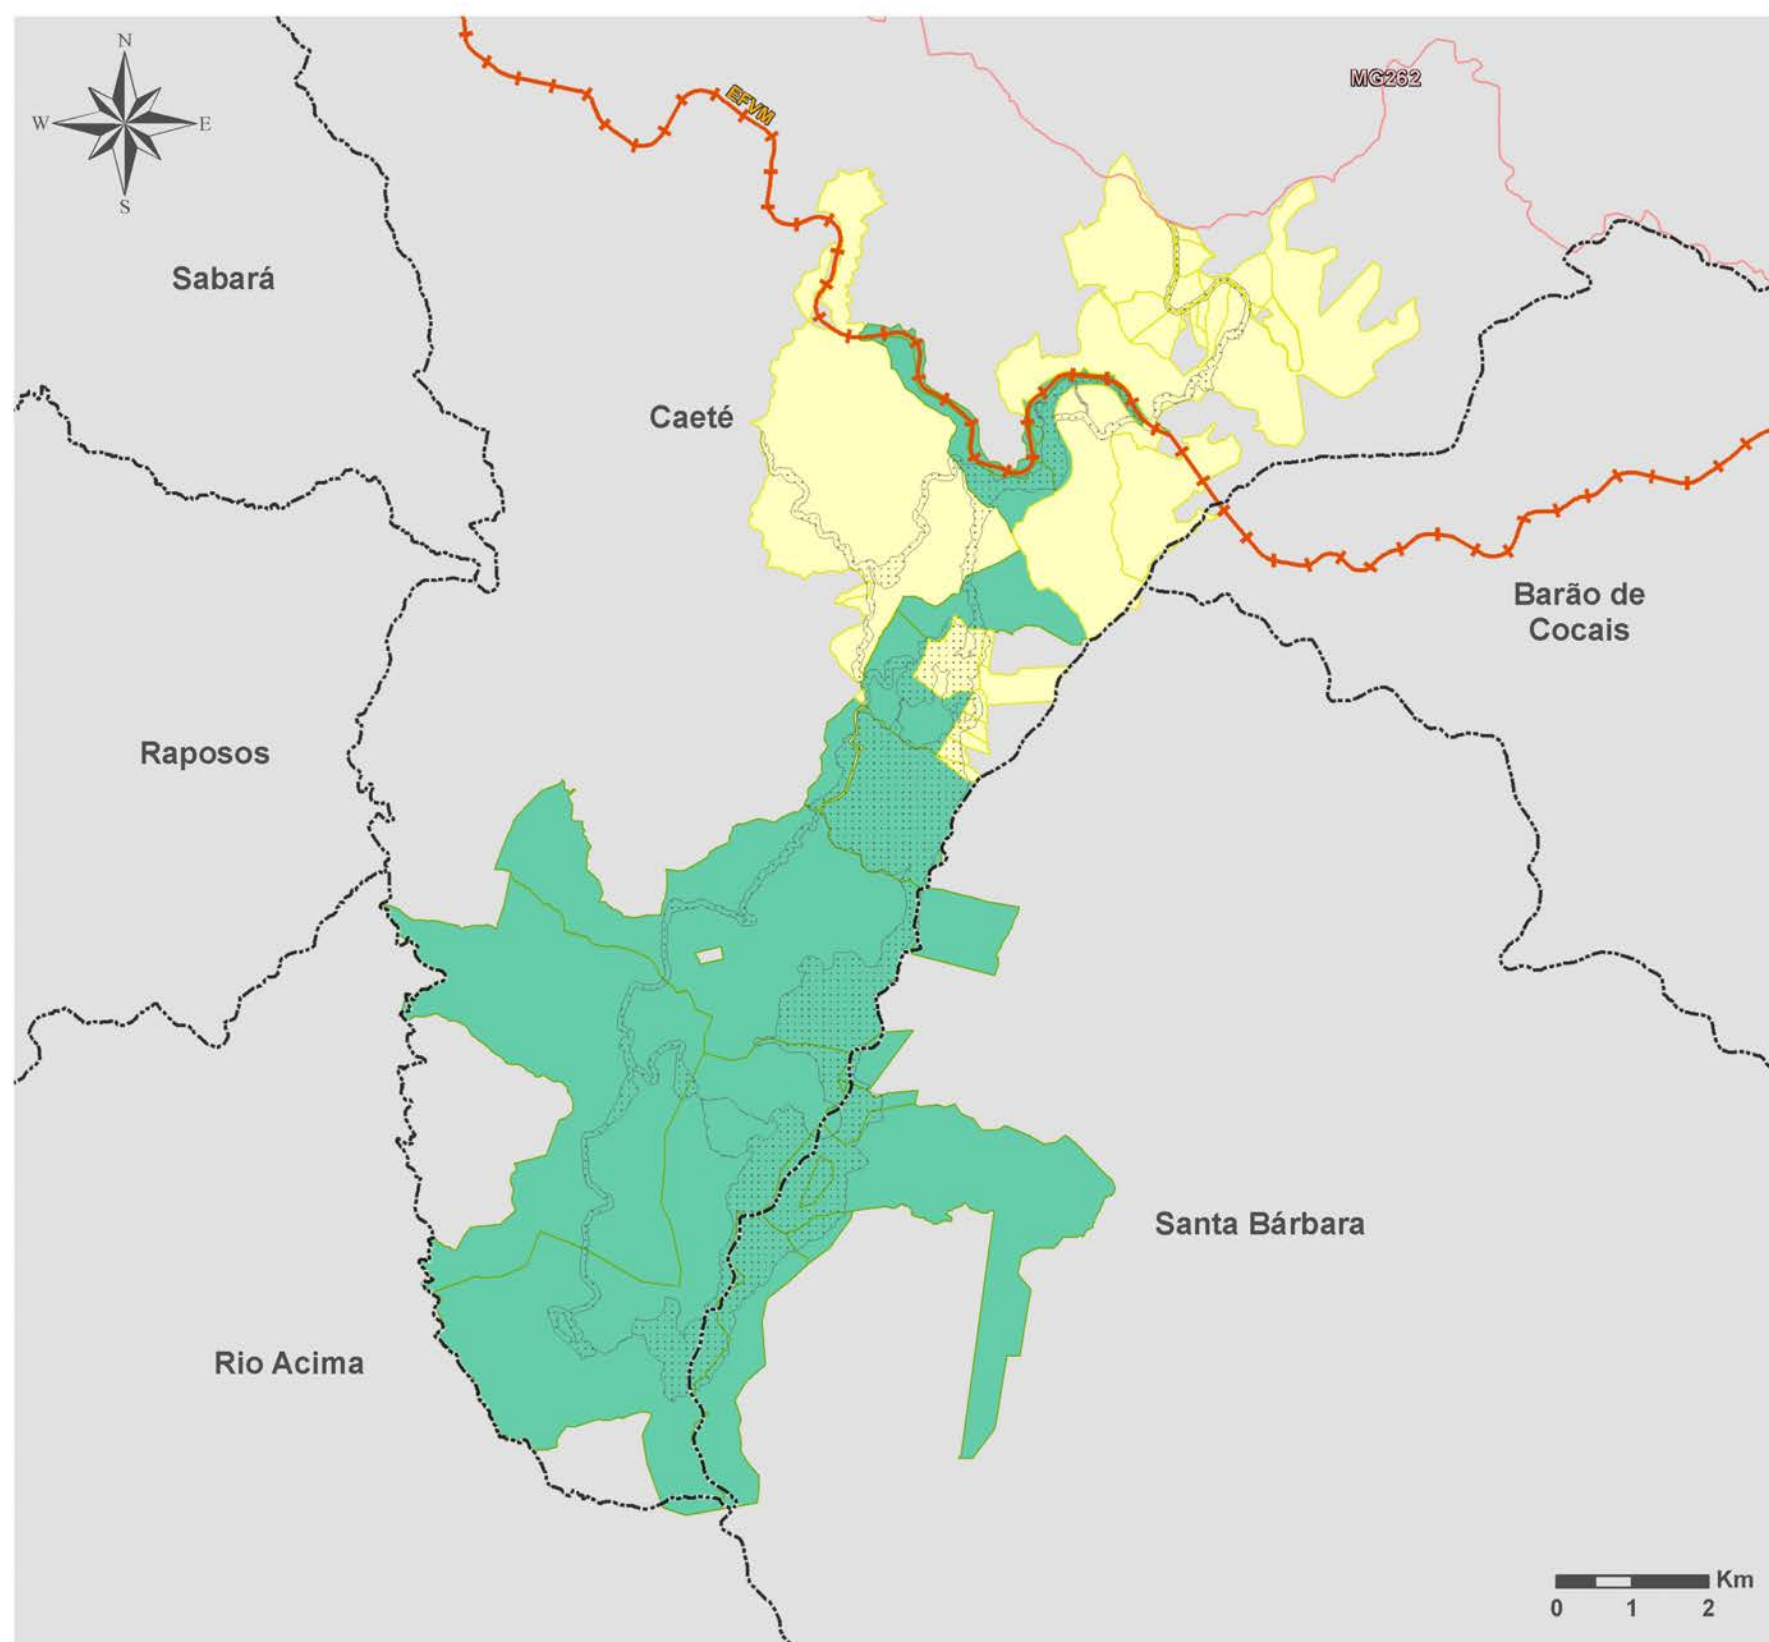 N
W E
S
EFVM
MG262
Sabará
Caeté
Barão de
Cocais
Raposos
Santa Bárbara
Rio Acima
Km
0 1 2